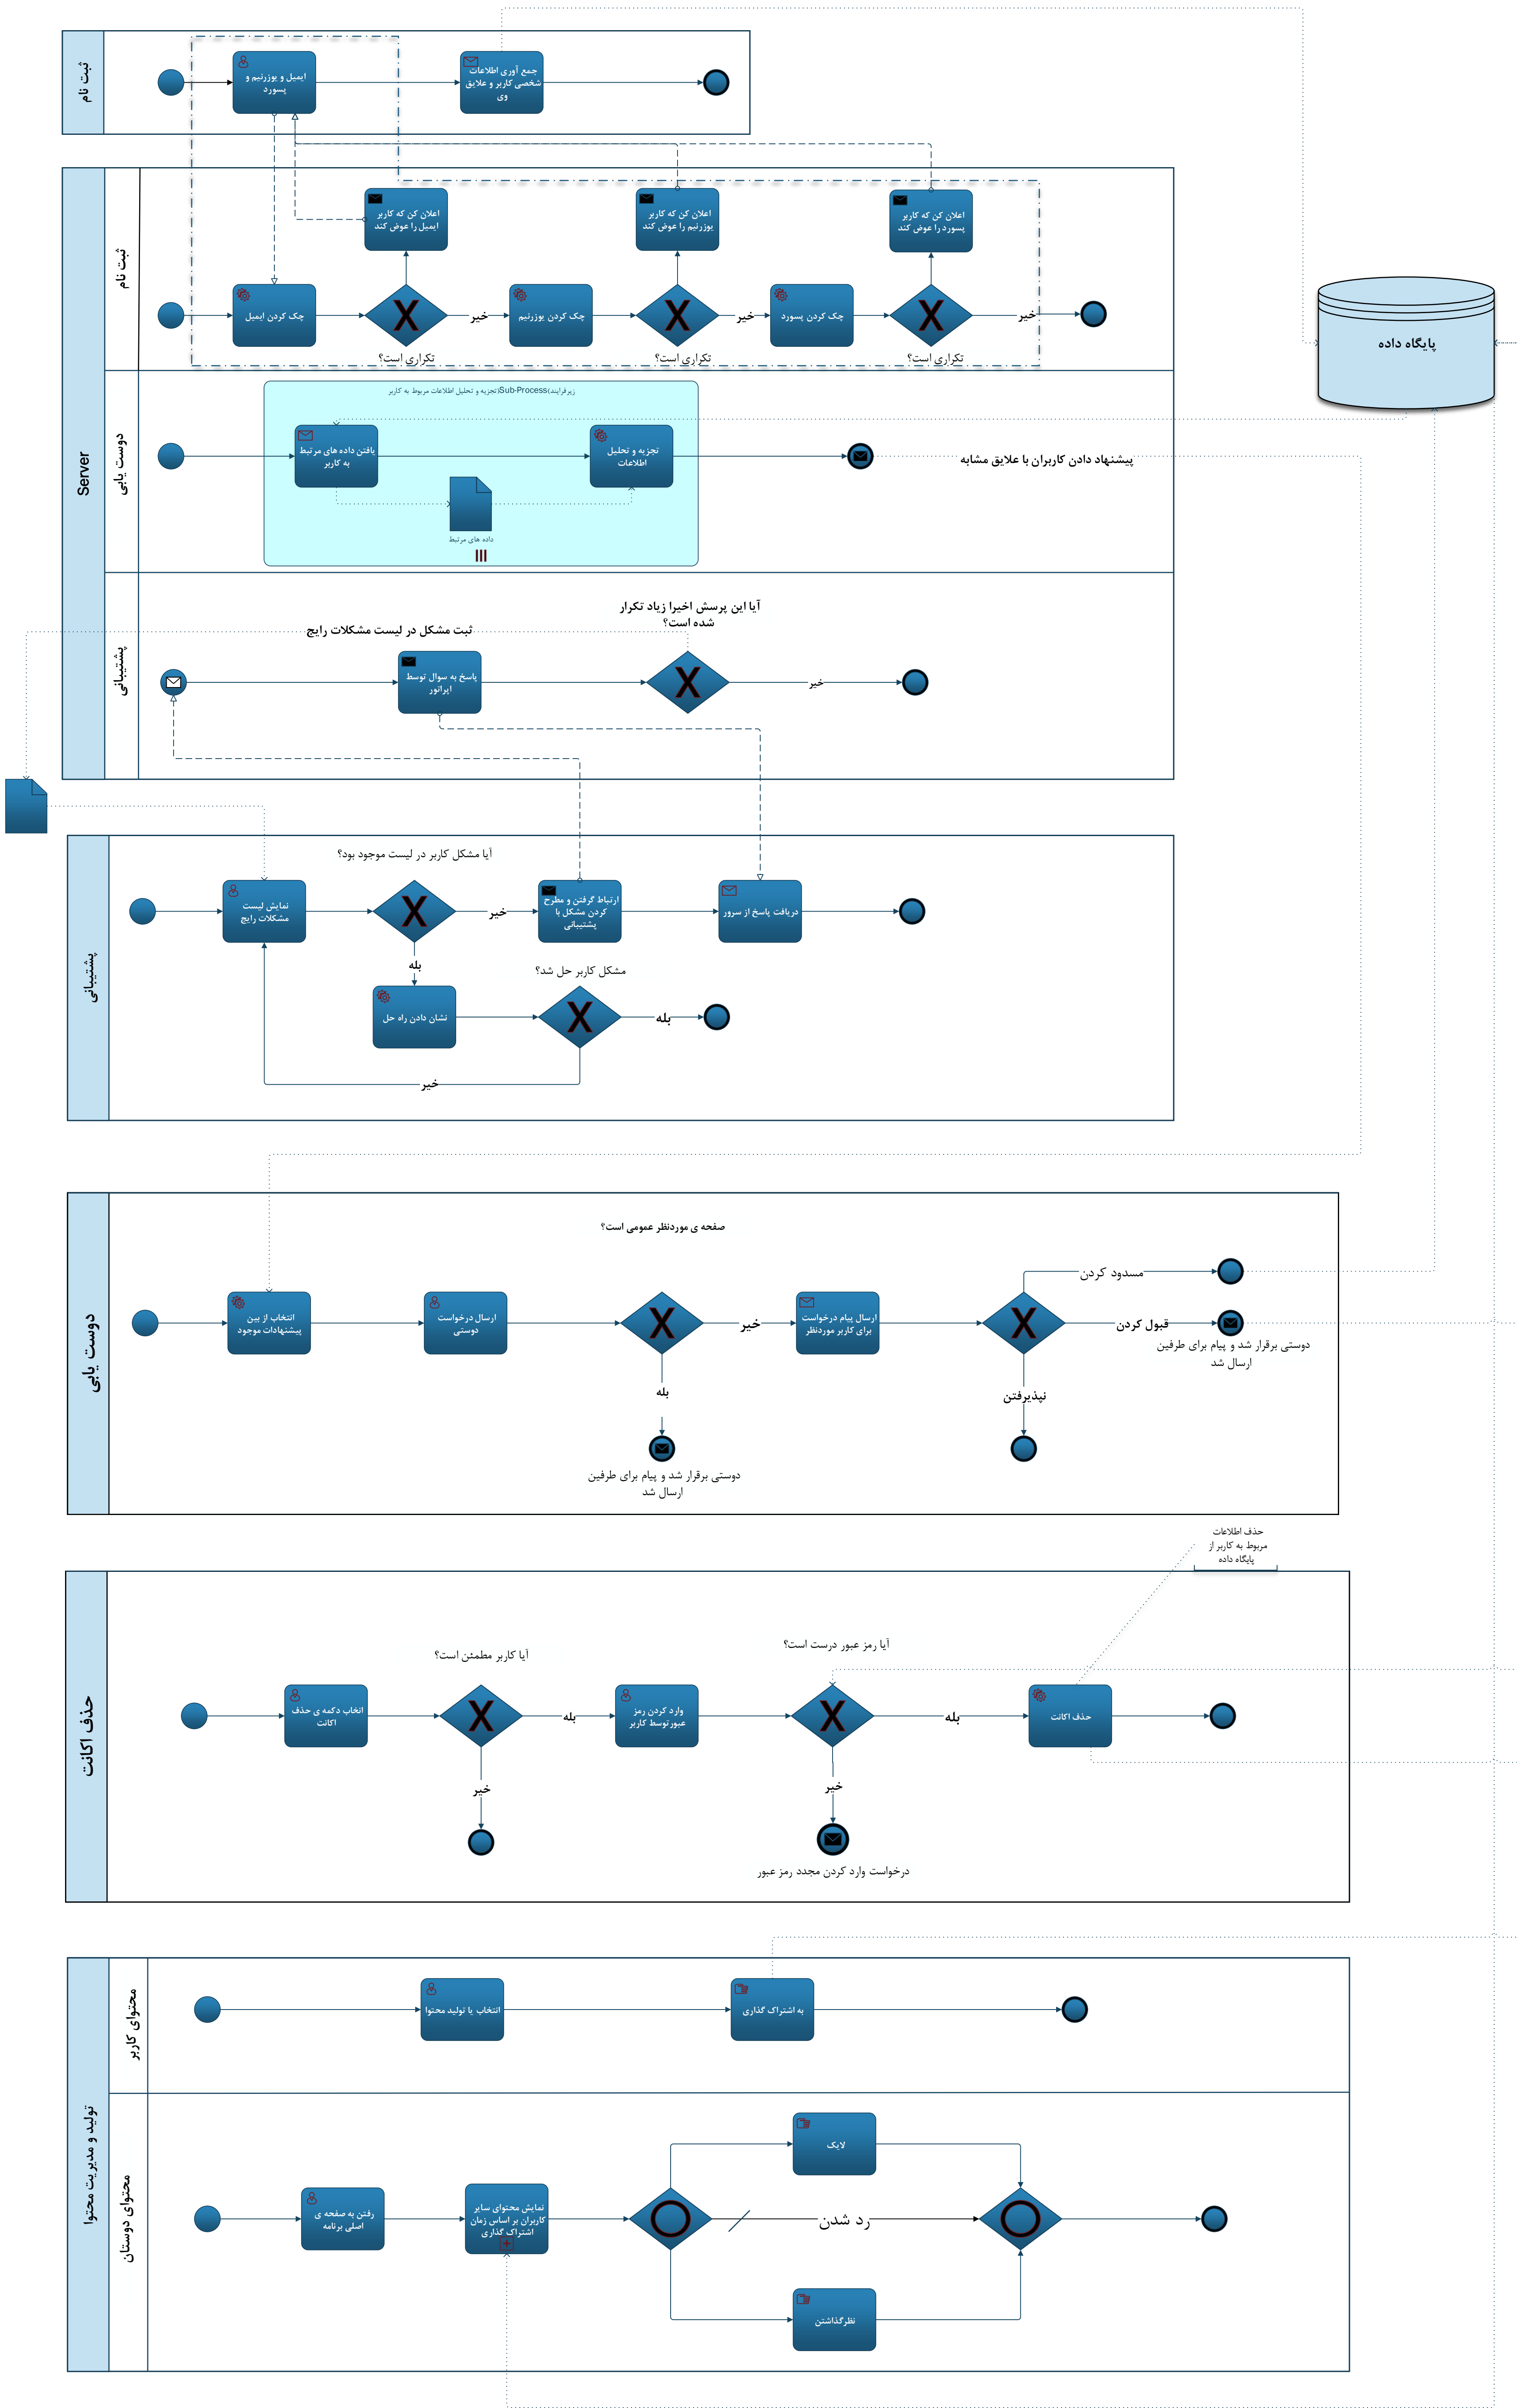 ثبت نام
ایمیل و یوزرنیم و
پسورد
جمع آوری اطلاعات
شخصی کاربر و علایق
وی
Server
ثبت نام
اعلان کن که کاربر
ایمیل را عوض کند
اعلان کن که کاربر
یوزرنیم را عوض کند
اعلان کن که کاربر
پسورد را عوض کند
چک کردن ایمیل
خیر
چک کردن یوزرنیم
خیر
چک کردن پسورد
خیر
تکراری است؟
تکراری است؟
تکراری است؟
پایگاه داده
دوست یابی
زیرفرایند)Sub-Process(تجزیه و تحلیل اطلاعات مربوط به کاربر
یافتن داده های مرتبط
به کاربر
تجزیه و تحلیل
اطلاعات
داده های مرتبط
پیشنهاد دادن کاربران با علایق مشابه
پشتیبانی
آیا این پرسش اخیرا زیاد تکرار
شده است؟
ثبت مشکل در لیست مشکلات رایج
پاسخ به سوال توسط
اپراتور
خیر
پشتیبانی
آیا مشکل کاربر در لیست موجود بود؟
نمایش لیست
مشکلات رایج
خیر
ارتباط گرفتن و مطرح
کردن مشکل با
پشتیبانی
دریافت پاسخ از سرور
بله
مشکل کاربر حل شد؟
نشان دادن راه حل
بله
خیر
دوست یابی
صفحه ی موردنظر عمومی است؟
انتخاب از بین
پیشنهادات موجود
ارسال درخواست
دوستی
خیر
ارسال پیام درخواست
برای کاربر موردنظر
مسدود کردن
قبول کردن
دوستی برقرار شد و پیام برای طرفین
ارسال شد
بله
نپذیرفتن
دوستی برقرار شد و پیام برای طرفین
ارسال شد
حذف اطلاعات
مربوط به کاربر از
پایگاه داده
حذف اکانت
آیا کاربر مطمئن است؟
آیا رمز عبور درست است؟
انخاب دکمه ی حذف
اکانت
بله
وارد کردن رمز
عبورتوسط کاربر
بله
حذف اکانت
خیر
خیر
درخواست وارد کردن مجدد رمز عبور
تولید و مدیریت محتوا
محتوای کاربر
انتخاب یا تولید محتوا
به اشتراک گذاری
محتوای دوستان
رفتن به صفحه ی
اصلی برنامه
نمایش محتوای سایر
کاربران بر اساس زمان
اشتراک گذاری
لایک
رد شدن
نظرگذاشتن